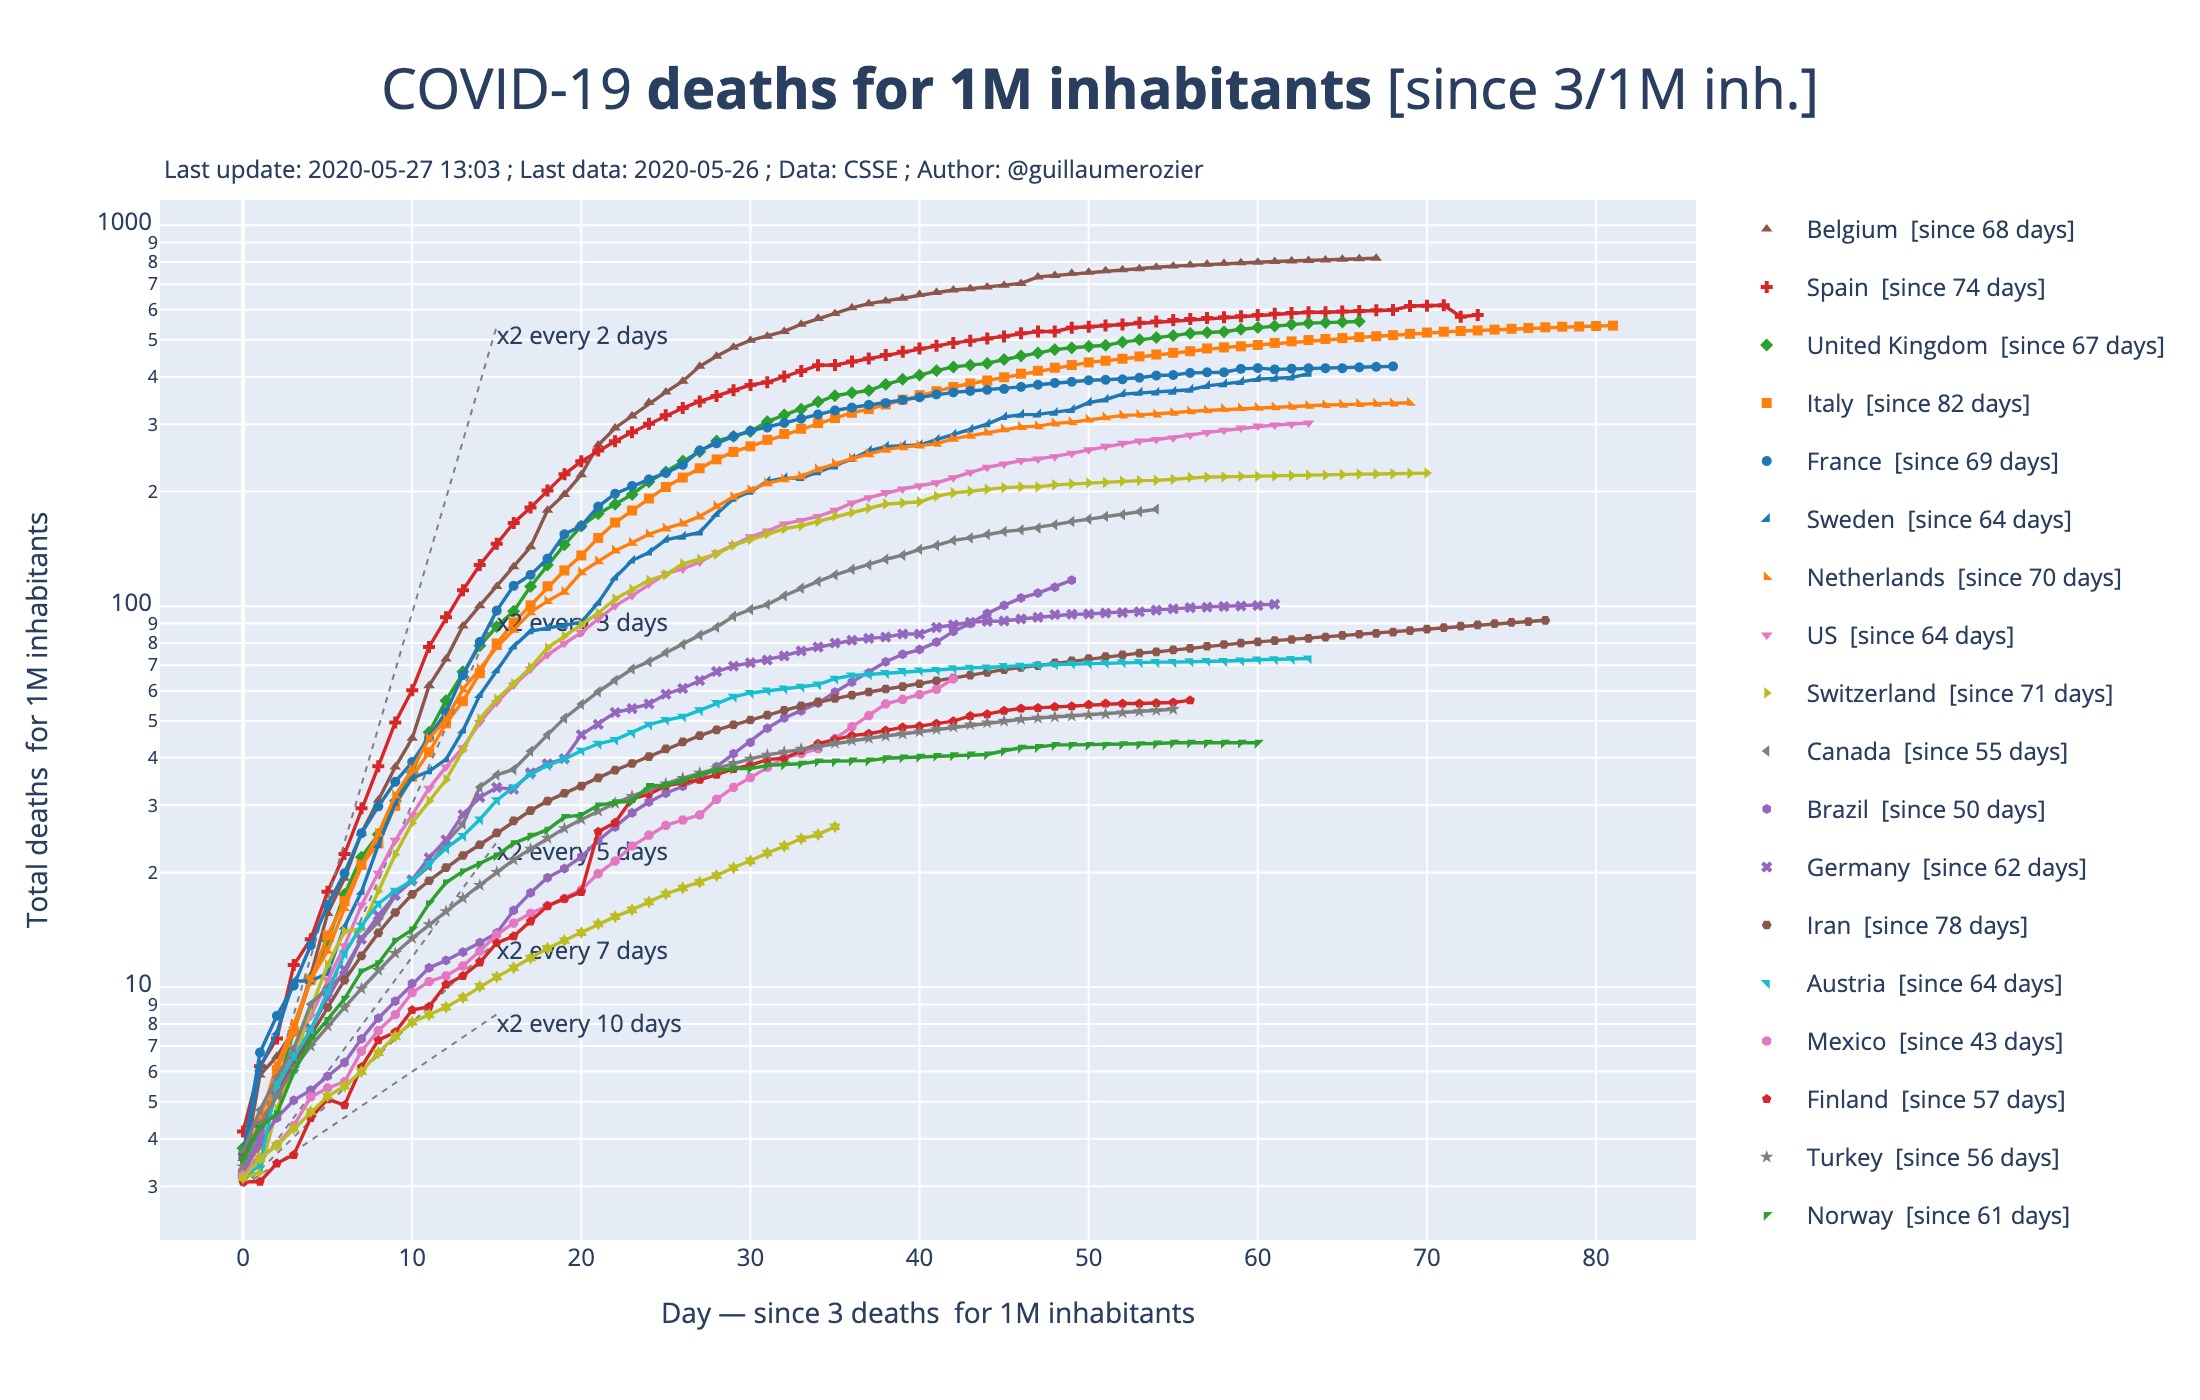 COVID-19 deaths for 1M inhabitants [since 3/1M inh.]
Last update: 2020-05-27 13:03 ; Last data: 2020-05-26 ; Data: CSSE ; Author: @guillaumerozier
Total deaths for 1M inhabitants
1000
9
8
7
6
5
4
3
2
100
9
8
7
6
5
4
3
2
10
9
8
7
6
5
4
3
x2 every 2 days
x2 every 3 days
x2 every 5 days
x2 every 7 days
x2 every 10 days
0 10 20 30 40 50 60 70 80
Day — since 3 deaths for 1M inhabitants
Belgium [since 68 days]
Spain [since 74 days]
United Kingdom [since 67 days]
Italy [since 82 days]
France [since 69 days]
Sweden [since 64 days]
Netherlands [since 70 days]
US [since 64 days]
Switzerland [since 71 days]
Canada [since 55 days]
Brazil [since 50 days]
Germany [since 62 days]
Iran [since 78 days]
Austria [since 64 days]
Mexico [since 43 days]
Finland [since 57 days]
Turkey [since 56 days]
Norway [since 61 days]